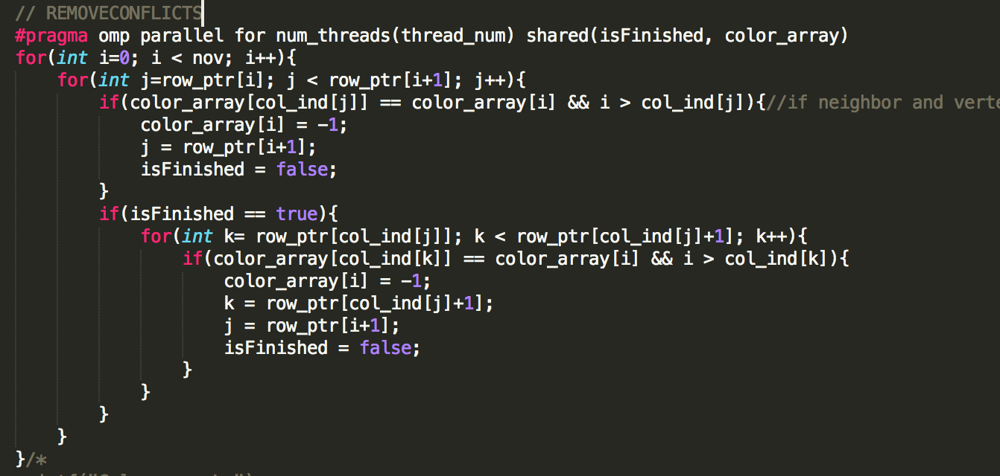 // REMOVECONFLICTS
#pragma omp parallel for num_threads(thread_num) shared(isFinished, color_array)
for(int i=0; i < nov; i++){
    for(int j=row_ptr[i]; j < row_ptr[i+1]; j++){
        if(color_array[col_ind[j]] == color_array[i] && i > col_ind[j]){//if neighbor and
            color_array[i] = -1;
            j = row_ptr[i+1];
            isFinished = false;
        }
        if(isFinished == true){
            for(int k= row_ptr[col_ind[j]]; k < row_ptr[col_ind[j]+1]; k++){
                if(color_array[col_ind[k]] == color_array[i] && i > col_ind[k]){
                    color_array[i] = -1;
                    k = row_ptr[col_ind[j]+1];
                    j = row_ptr[i+1];
                    isFinished = false;
                }
            }
        }
    }
}/*